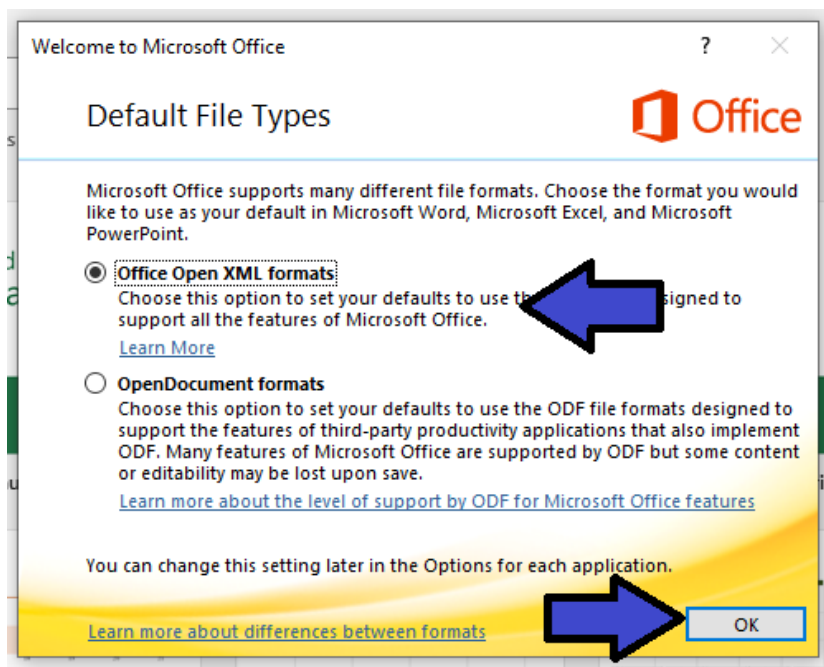 Welcome to Microsoft Office
?
Default File Types
Office
Microsoft Office supports many different file formats. Choose the format you would
like to use as your default in Microsoft Word, Microsoft Excel, and Microsoft
PowerPoint.
Office Open XML formats
Choose this option to set your defaults to use signed to
support all the features of Microsoft Office.
Learn More
OpenDocument formats
Choose this option to set your defaults to use the ODF file formats designed to
support the features of third-party productivity applications that also implement
ODF. Many features of Microsoft Office are supported by ODF but some content
or editability may be lost upon save.
Learn more about the level of support by ODF for Microsoft Office features
You can change this setting later in the Options for each application.
Learn more about differences between formats
OK